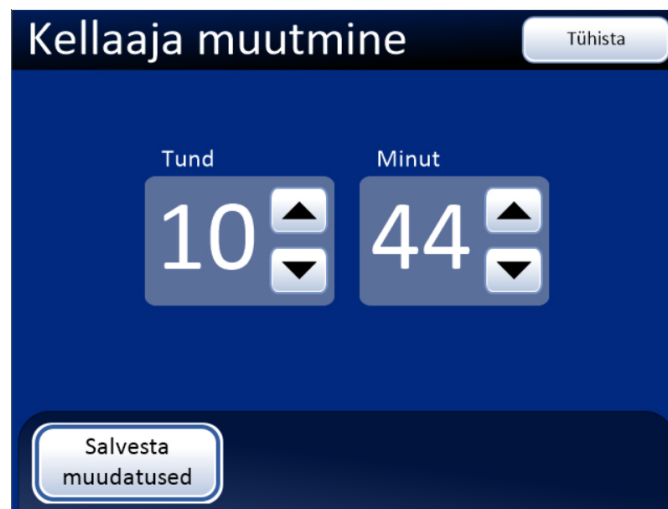 Kellaaja muutmine
Tühista
Tund
Minut
10
44
Salvesta
muudatused